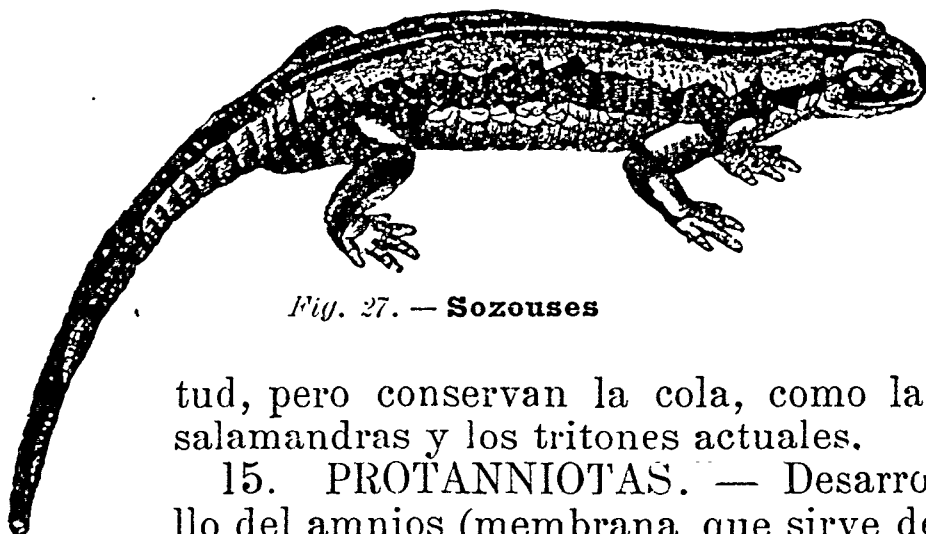 Fig. 27. — Sozouses
tud, pero conservan la cola, como la
salamandras y los tritones actuales.
15. PROTANNIOTAS. — Desarro
llo del amnios (membrana que sirve de